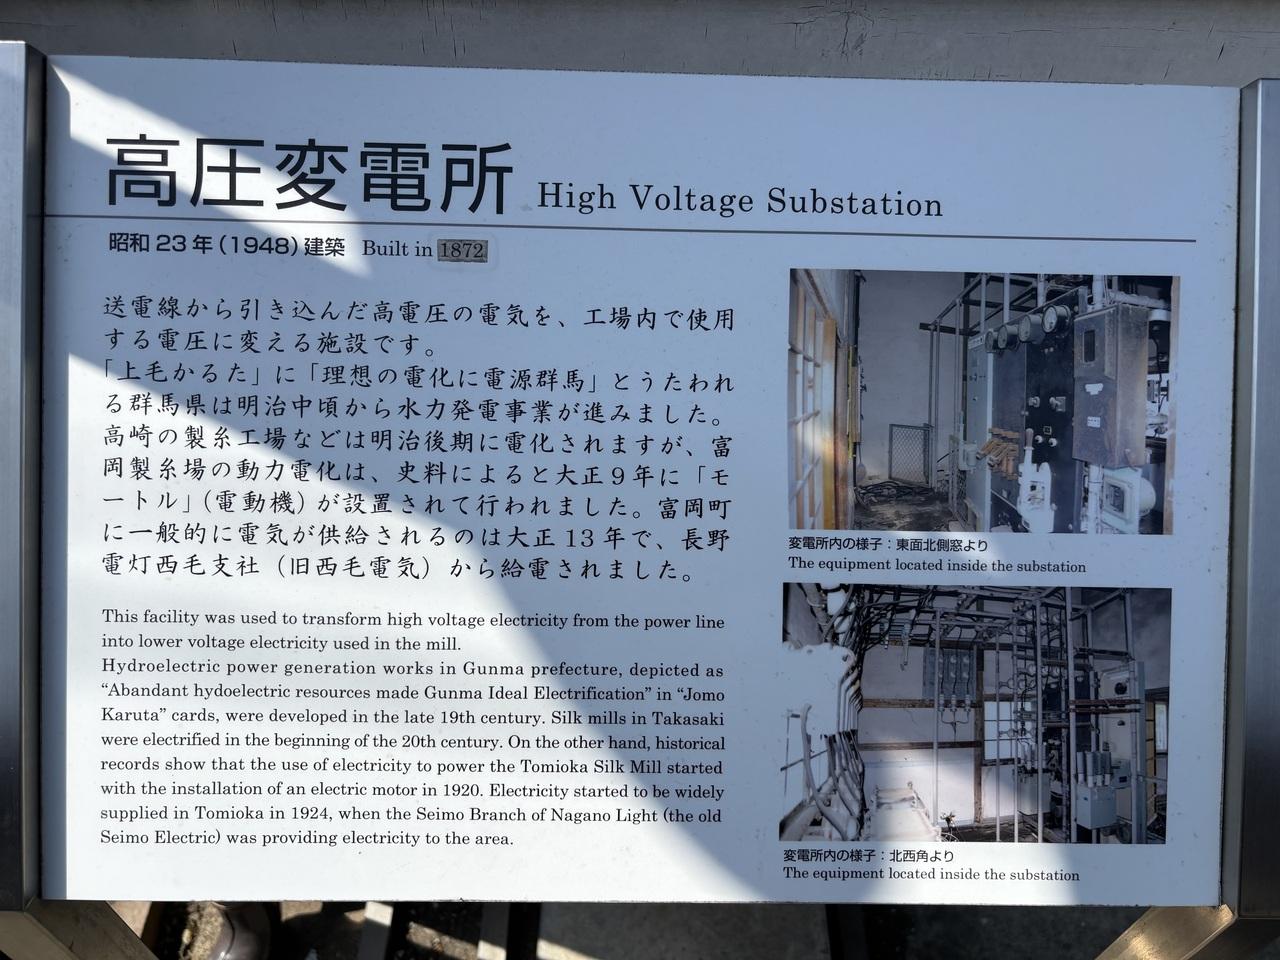 高圧変電所 High Voltage Substation
昭和23年(1948)建築 Built in 1872
送電線から引き込んだ高電圧の電気を、工場内で使用
する電圧に変える施設です。
「上毛かるた」に「理想の電化に電源群馬」とうたわれ
る群馬県は明治中頃から水力発電事業が進みました。
高崎の製糸工場などは明治後期に電化されますが、富
岡製糸場の動力電化は、史料によると大正9年に「モ
ートル」(電動機)が設置されて行われました。富岡町
に一般的に電気が供給されるのは大正13年で、長野
電灯西毛支社(旧西毛電気)から給電されました。
This facility was used to transform high voltage electricity from the power line
into lower voltage electricity used in the mill.
Hydroelectric power generation works in Gunma prefecture, depicted as
“Abandant hydoelectric resources made Gunma Ideal Electrification” in “Jomo
Karuta” cards, were developed in the late 19th century. Silk mills in Takasaki
were electrified in the beginning of the 20th century. On the other hand, historical
records show that the use of electricity to power the Tomioka Silk Mill started
with the installation of an electric motor in 1920. Electricity started to be widely
supplied in Tomioka in 1924, when the Seimo Branch of Nagano Light (the old
Seimo Electric) was providing electricity to the area.
変電所内の様子：東面北側窓より
The equipment located inside the substation
変電所内の様子：北西角より
The equipment located inside the substation